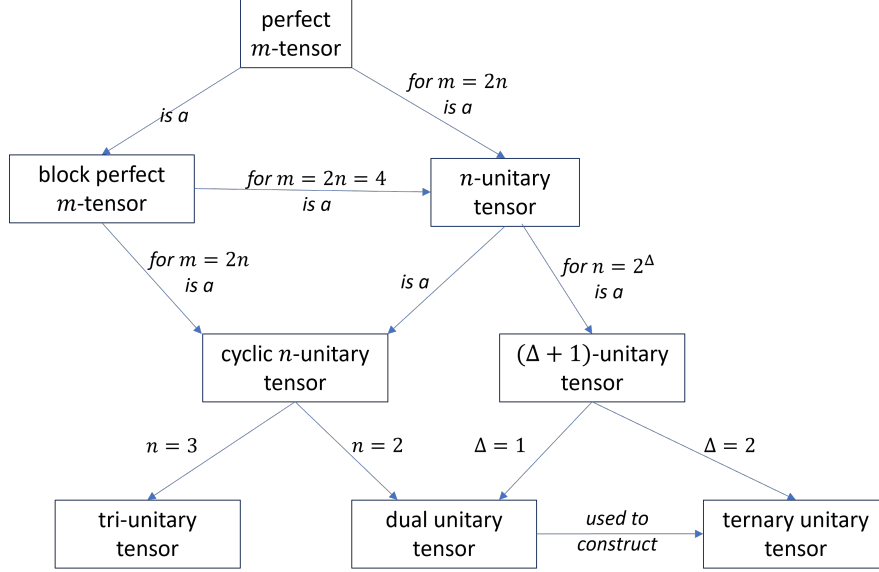 perfect
𝑚-tensor
for 𝑚 = 2𝑛
is a
is a
block perfect
𝑚-tensor
for 𝑚 = 2𝑛 = 4
is a
𝑛-unitary
tensor
for 𝑚 = 2𝑛
is a
is a
for 𝑛 = 2^Δ
is a
cyclic 𝑛-unitary
tensor
(Δ + 1)-unitary
tensor
𝑛 = 3
𝑛 = 2
Δ = 1
Δ = 2
tri-unitary
tensor
dual unitary
tensor
used to
construct
ternary unitary
tensor